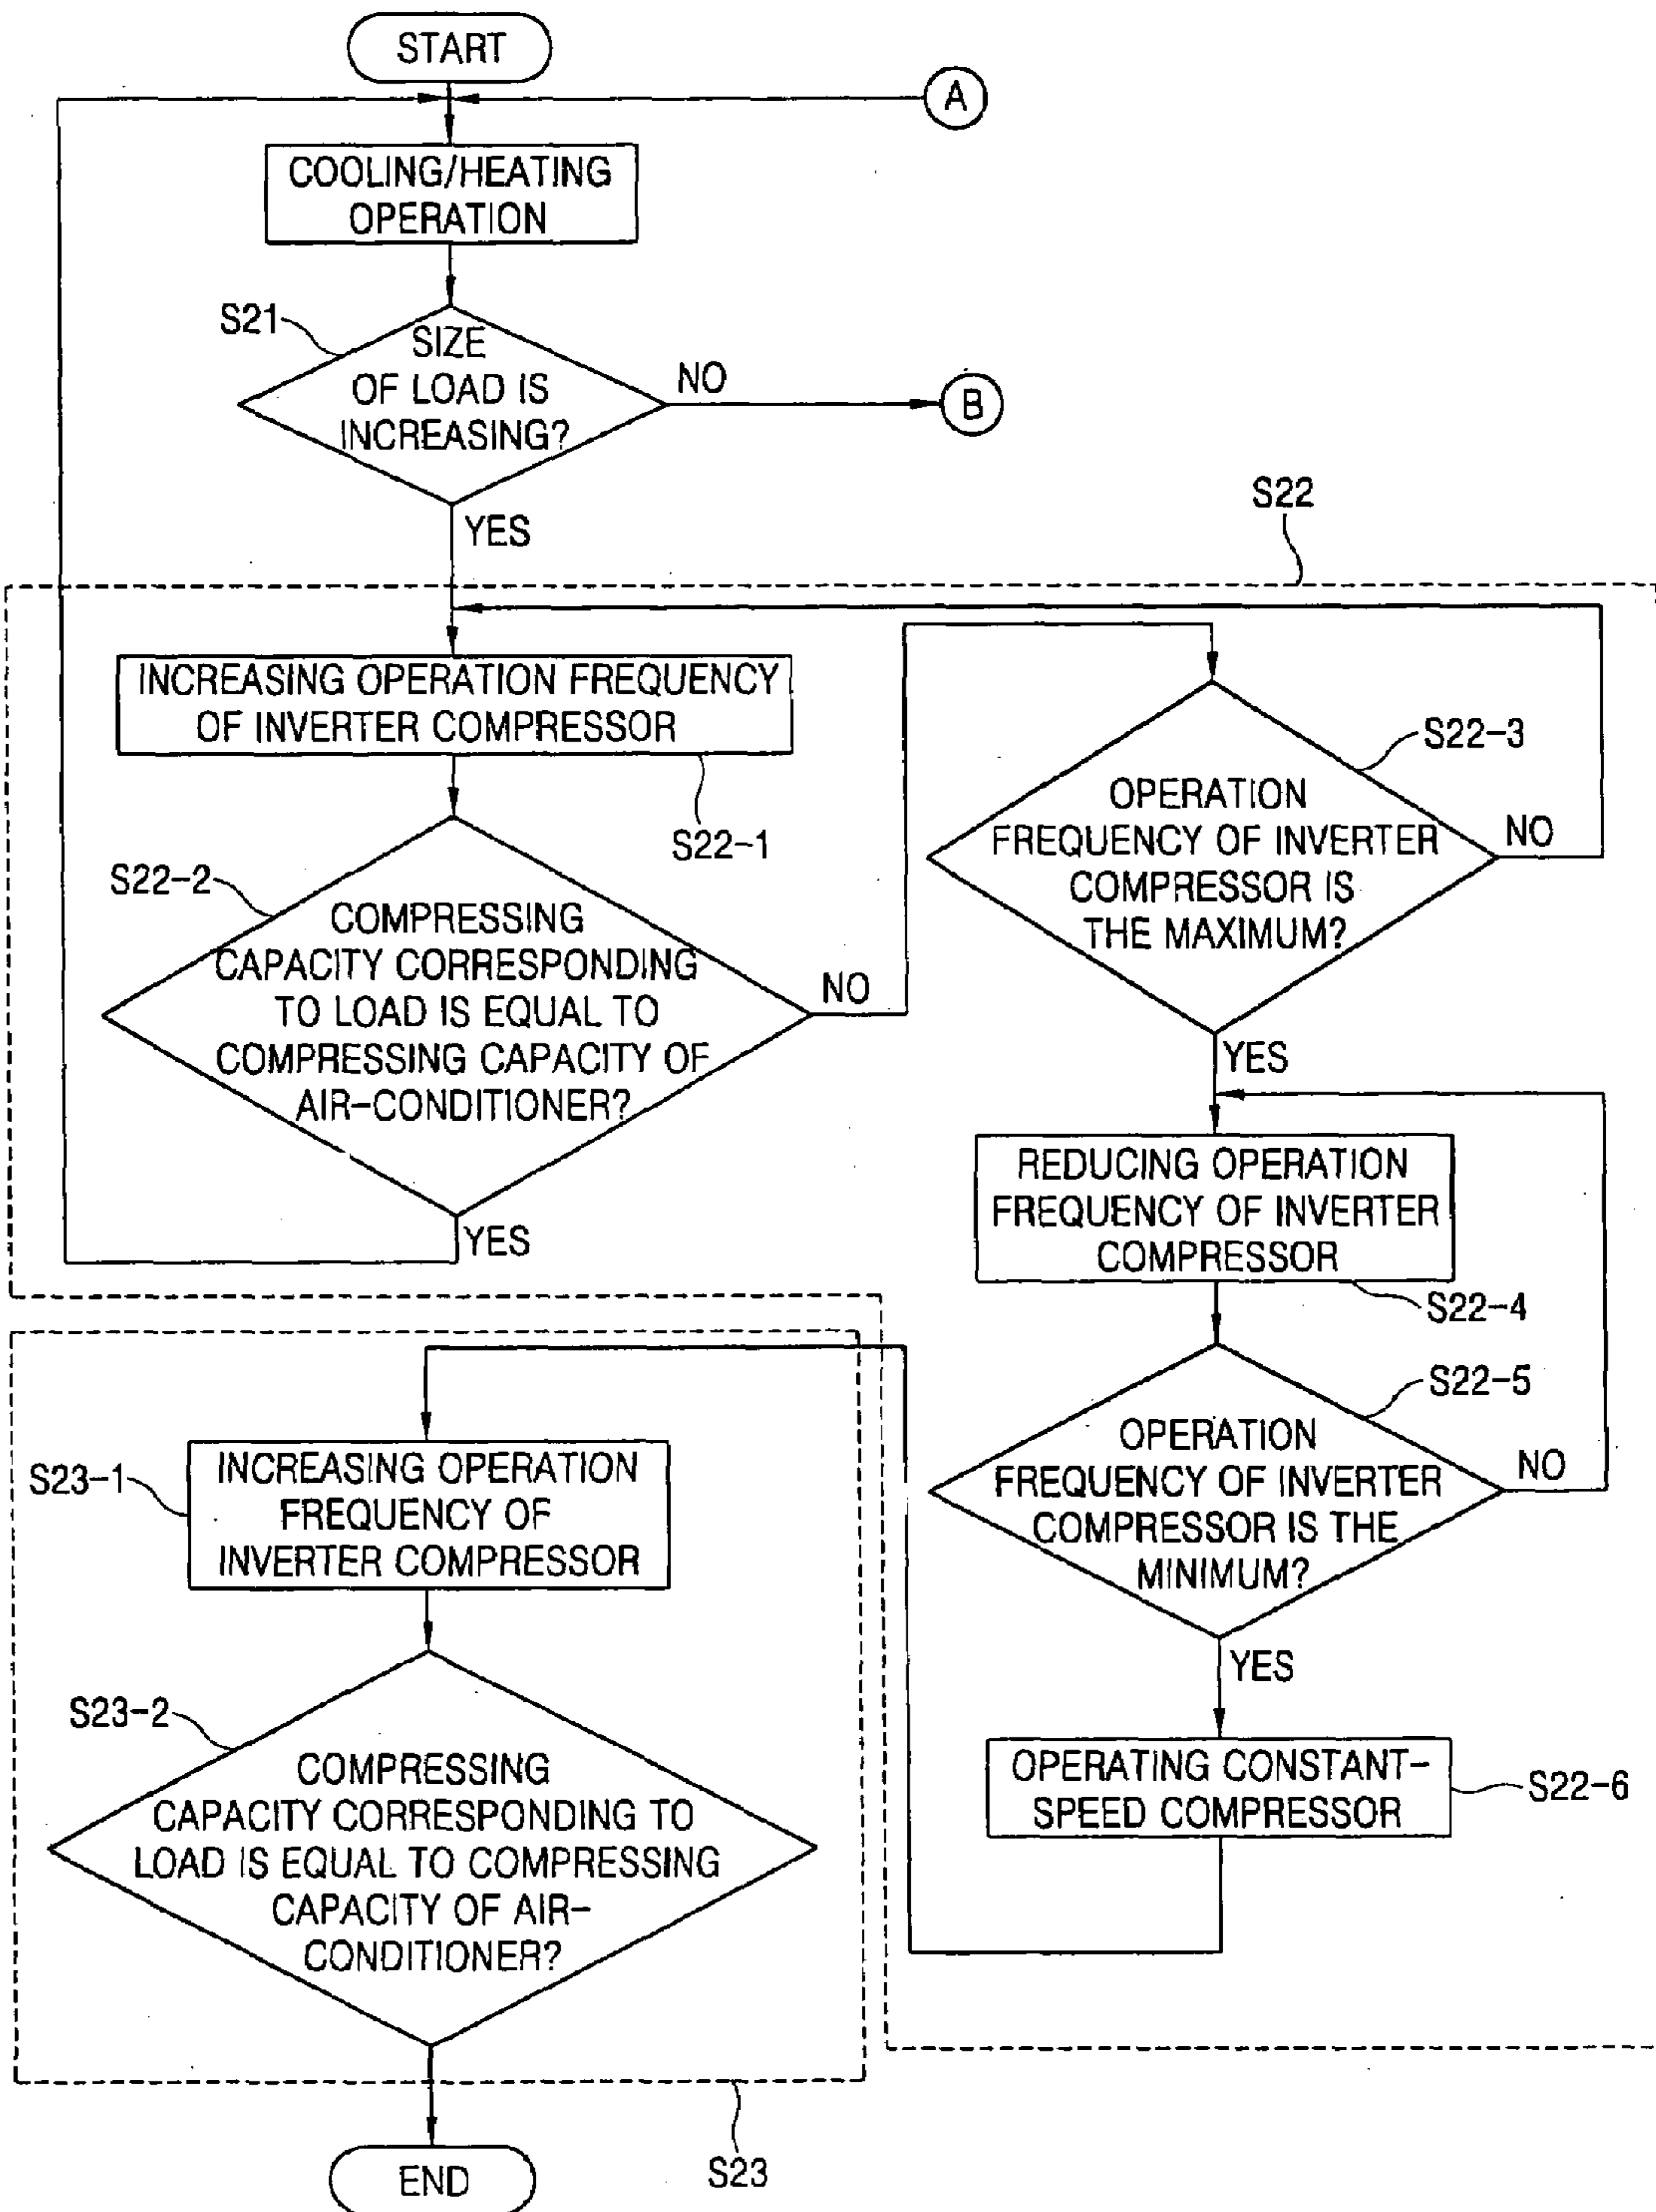 START
A
COOLING/HEATING
OPERATION
S21
SIZE
OF LOAD IS
INCREASING?
NO
B
YES
S22
INCREASING OPERATION FREQUENCY
OF INVERTER COMPRESSOR
S22-1
S22-2
COMPRESSING
CAPACITY CORRESPONDING
TO LOAD IS EQUAL TO
COMPRESSING CAPACITY OF
AIR-CONDITIONER?
NO
YES
S22-3
OPERATION
FREQUENCY OF INVERTER
COMPRESSOR IS
THE MAXIMUM?
NO
YES
REDUCING OPERATION
FREQUENCY OF INVERTER
COMPRESSOR
S22-4
S22-5
OPERATION
FREQUENCY OF INVERTER
COMPRESSOR IS THE
MINIMUM?
NO
YES
OPERATING CONSTANT-
SPEED COMPRESSOR
S22-6
S23-1
INCREASING OPERATION
FREQUENCY OF
INVERTER COMPRESSOR
S23-2
COMPRESSING
CAPACITY CORRESPONDING TO
LOAD IS EQUAL TO COMPRESSING
CAPACITY OF AIR-
CONDITIONER?
S23
END